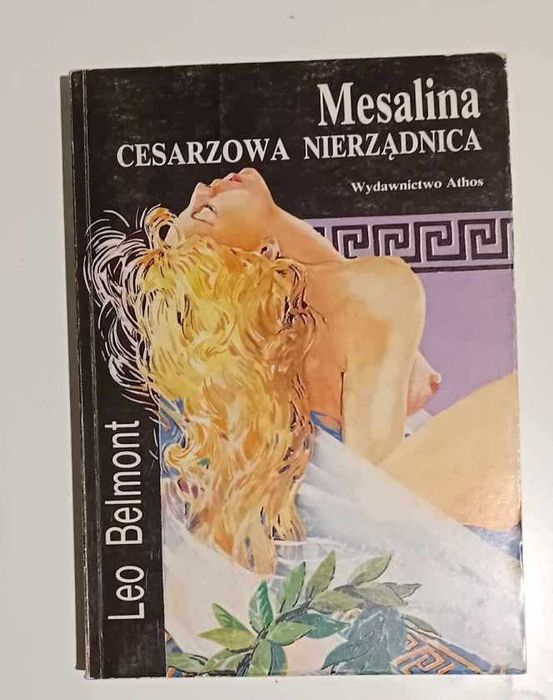 Mesalina
CESARZOWA NIERZĄDNICA
Wydawnictwo Athos
Leo Belmont